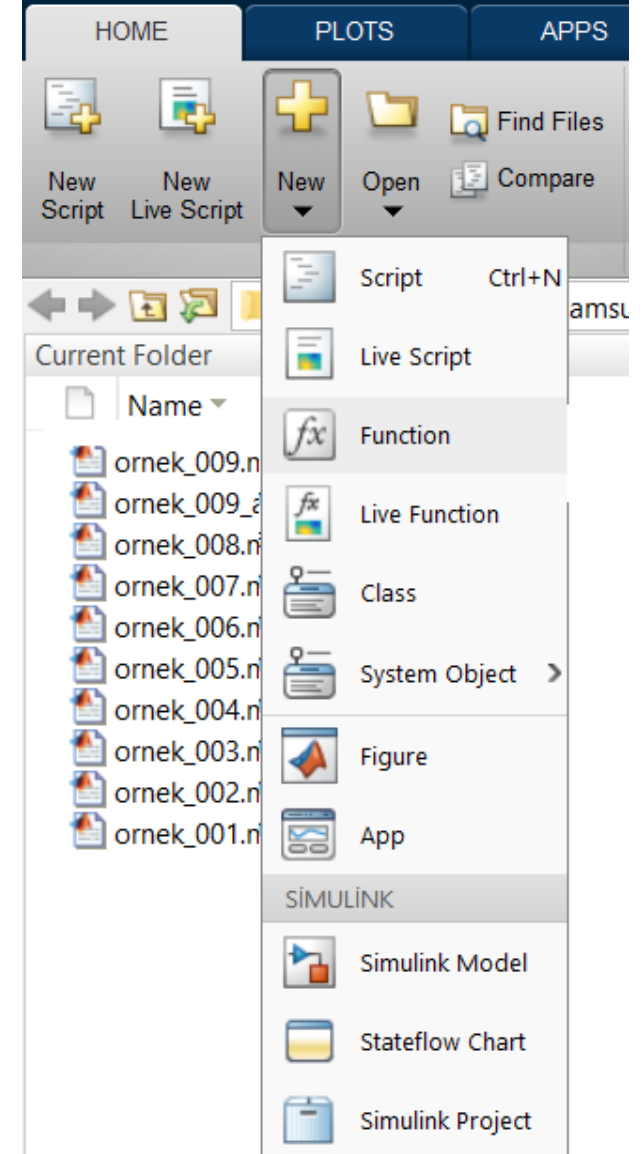 HOME PLOTS APPS
New Script
New Live Script
New
Open
Find Files
Compare
Script Ctrl+N
Live Script
Function
Live Function
Class
System Object
Figure
App
SİMULİNK
Simulink Model
Stateflow Chart
Simulink Project
Current Folder
Name
ornek_009.m
ornek_009_a
ornek_008.m
ornek_007.m
ornek_006.m
ornek_005.m
ornek_004.m
ornek_003.m
ornek_002.m
ornek_001.m